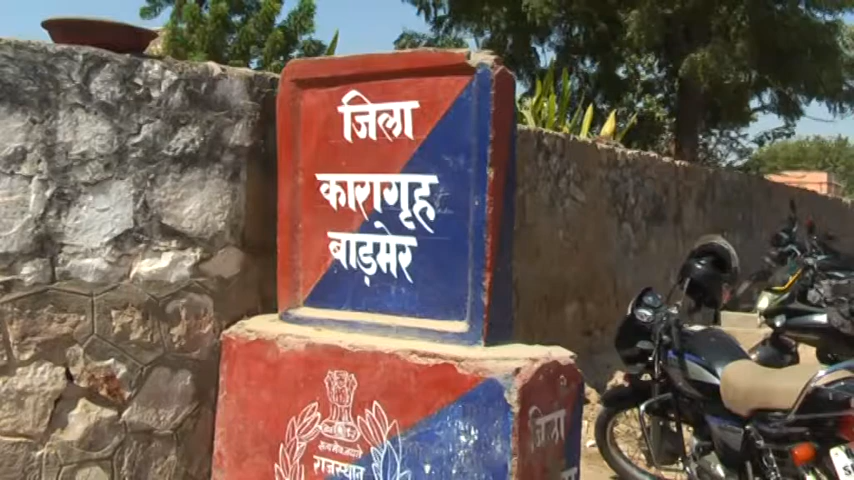 जिला
कारागृह
बाड़मेर
राजस्थान
जिला